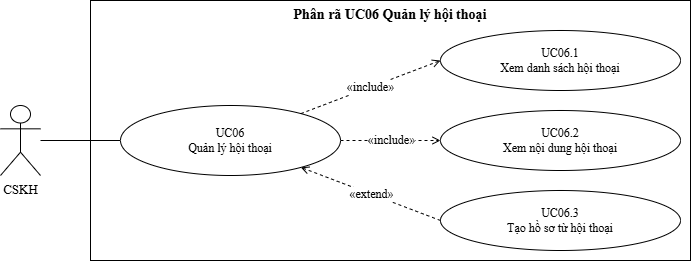 Phân rã UC06 Quản lý hội thoại
UC06.1
Xem danh sách hội thoại
«include»
UC06
Quản lý hội thoại
«include»
UC06.2
Xem nội dung hội thoại
CSKH
«extend»
UC06.3
Tạo hồ sơ từ hội thoại